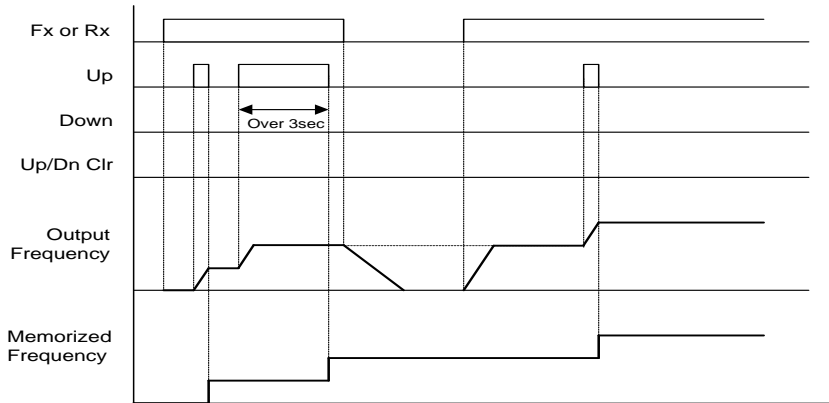 Fx or Rx
Up
Down
Over 3sec
Up/Dn Clr
Output
Frequency
Memorized
Frequency